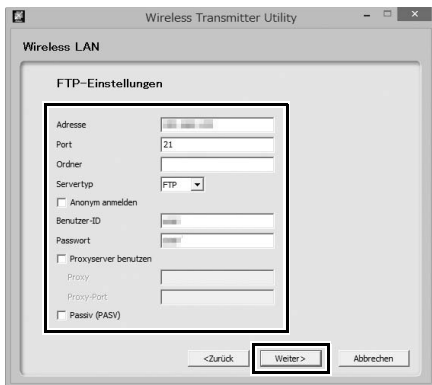 Wireless Transmitter Utility
Wireless LAN
FTP-Einstellungen
Adresse
Port 21
Ordner
Servertyp FTP
Anonym anmelden
Benutzer-ID
Passwort
Proxyserver benutzen
Proxy
Proxy-Port
Passiv (PASV)
<Zurück Weiter> Abbrechen